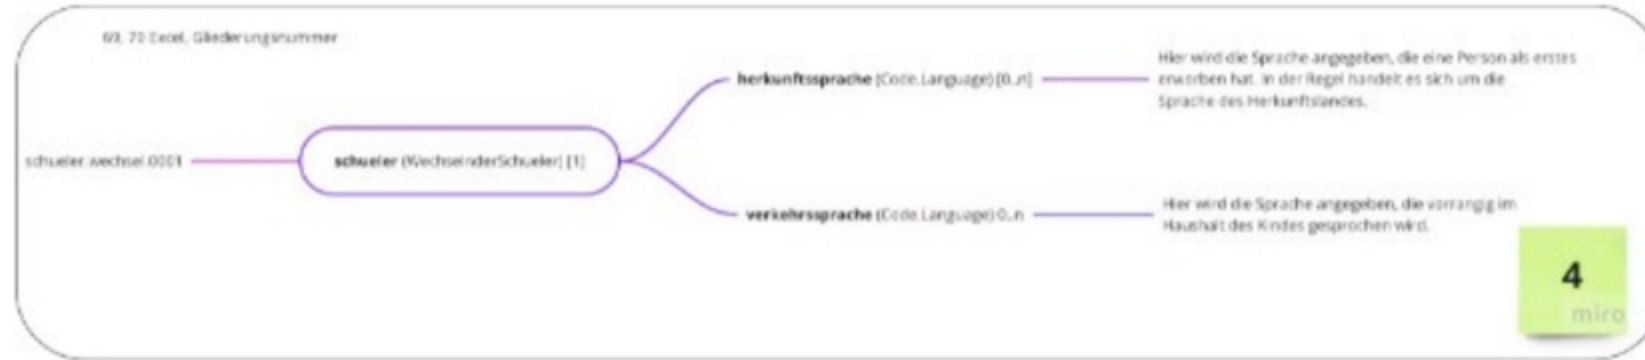 69, 70 Excel, Gliederungsnummer
herkunftssprache (Code.Language) [0..n]
Hier wird die Sprache angegeben, die eine Person als erstes
erworben hat. In der Regel handelt es sich um die
Sprache des Herkunftslandes.
schueler.wechsel.0001
schueler (WechselnderSchueler) [1]
verkehrssprache (Code.Language) 0..n
Hier wird die Sprache angegeben, die vorrangig im
Haushalt des Kindes gesprochen wird.
4
miro